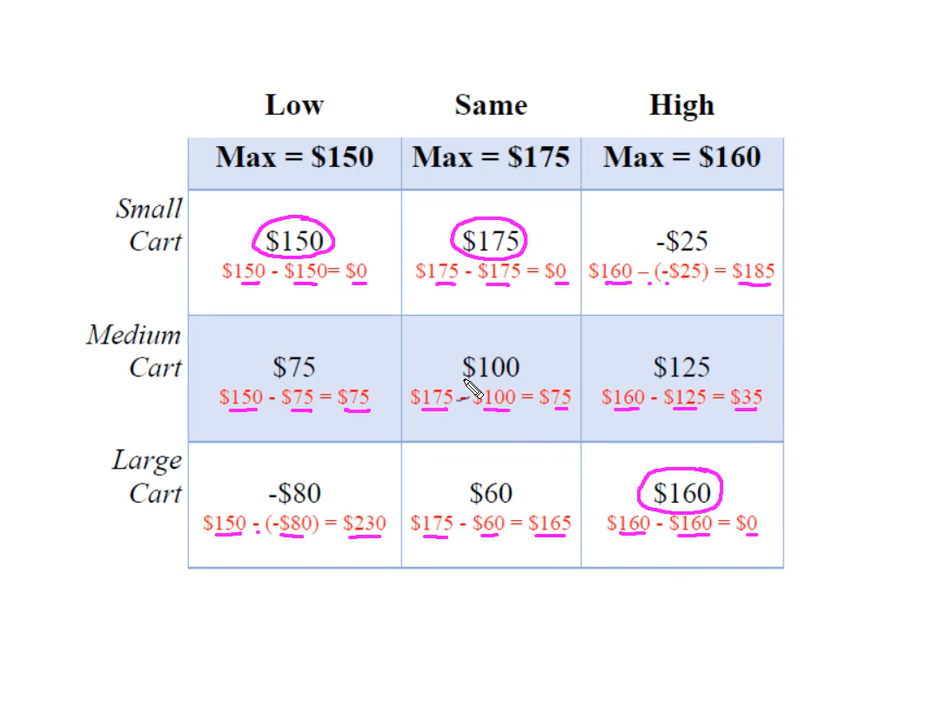 Low Same High
Max = $150 Max = $175 Max = $160
Small
Cart
$150 $175 -$25
$150 - $150= $0 $175 - $175 = $0 $160 – (-$25) = $185
Medium
Cart
$75 $100 $125
$150 - $75 = $75 $175 - $100 = $75 $160 - $125 = $35
Large
Cart
-$80 $60 $160
$150 - (-$80) = $230 $175 - $60 = $165 $160 - $160 = $0